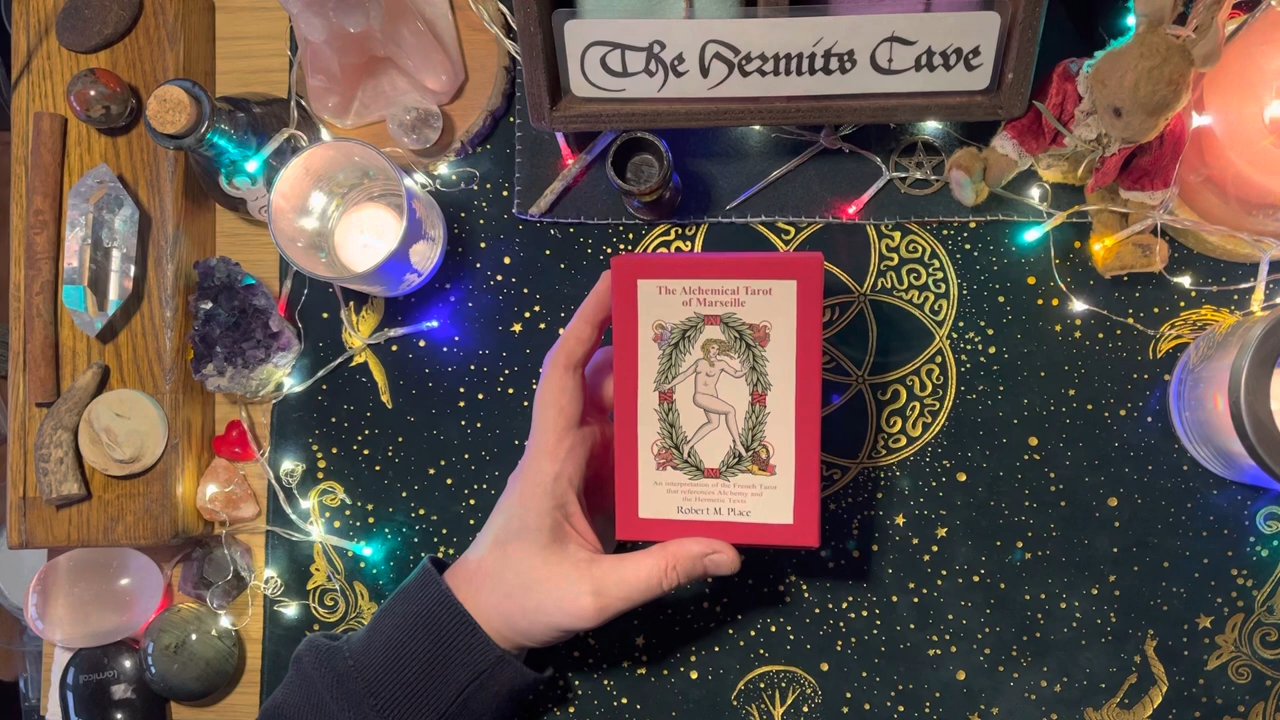 The Hermits Cave
The Alchemical Tarot
of Marseille
An interpretation of the French Tarot
that references Alchemy and
the Hermetic Texts
Robert M. Place